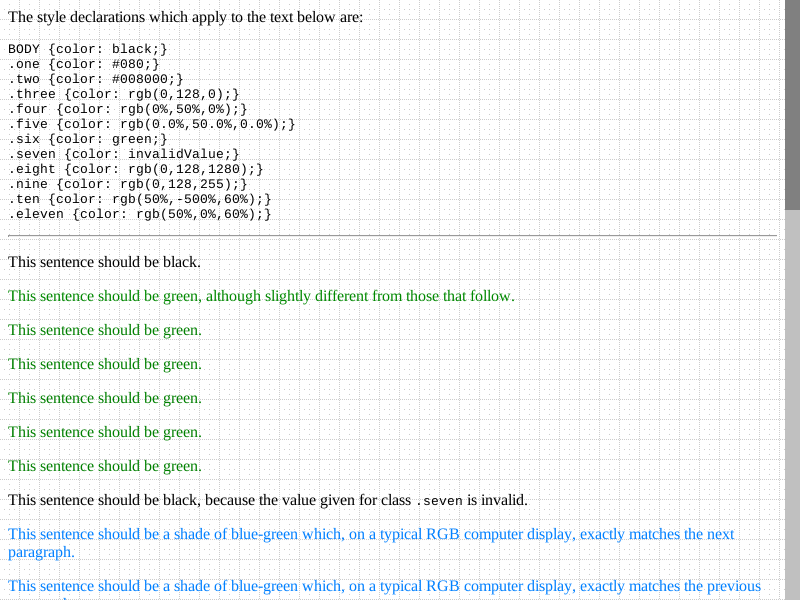 The style declarations which apply to the text below are:
BODY {color: black;}
.one {color: #080;}
.two {color: #008000;}
.three {color: rgb(0,128,0);}
.four {color: rgb(0%,50%,0%);}
.five {color: rgb(0.0%,50.0%,0.0%);}
.six {color: green;}
.seven {color: invalidValue;}
.eight {color: rgb(0,128,1280);}
.nine {color: rgb(0,128,255);}
.ten {color: rgb(50%,-500%,60%);}
.eleven {color: rgb(50%,0%,60%);}
This sentence should be black.
This sentence should be green, although slightly different from those that follow.
This sentence should be green.
This sentence should be green.
This sentence should be green.
This sentence should be green.
This sentence should be green.
This sentence should be black, because the value given for class .seven is invalid.
This sentence should be a shade of blue-green which, on a typical RGB computer display, exactly matches the next
paragraph.
This sentence should be a shade of blue-green which, on a typical RGB computer display, exactly matches the previous